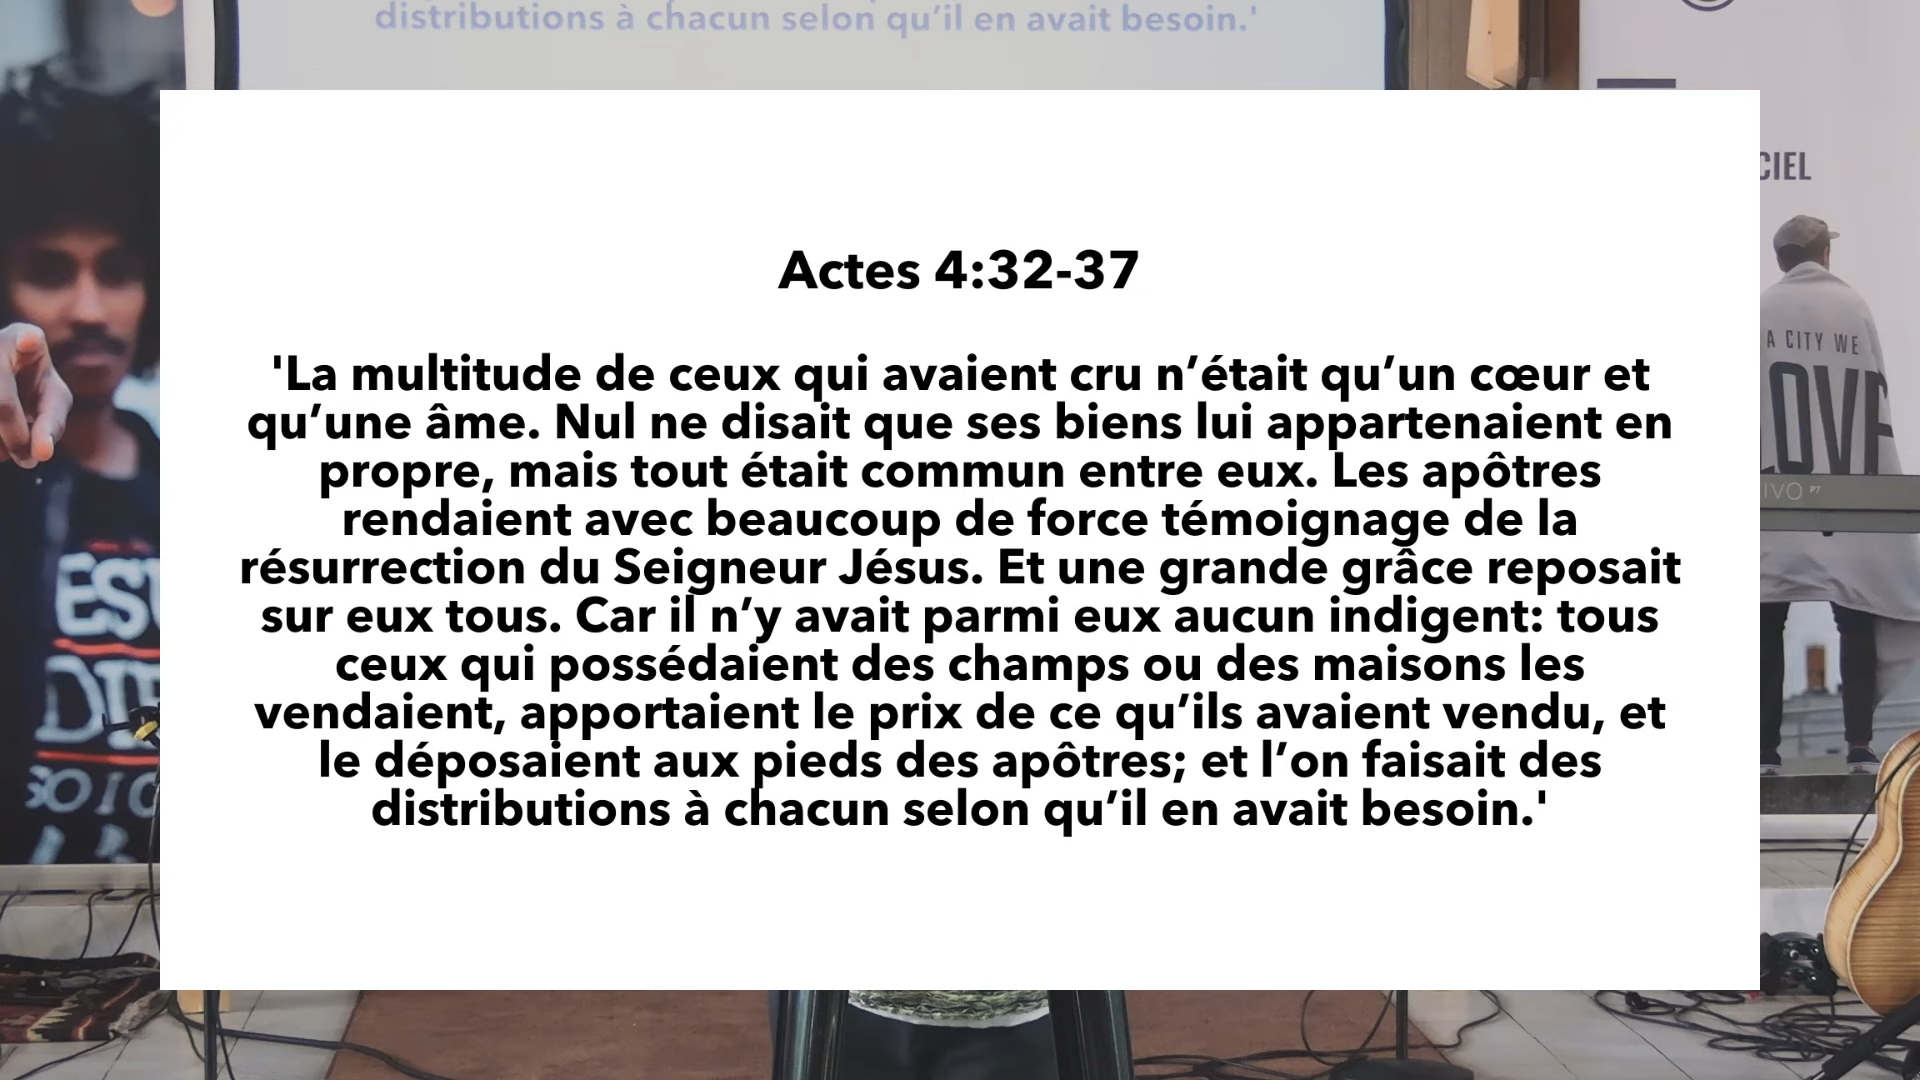 distributions à chacun selon qu’il en avait besoin.'
CIEL
Actes 4:32-37
'La multitude de ceux qui avaient cru n’était qu’un cœur et
qu’une âme. Nul ne disait que ses biens lui appartenaient en
propre, mais tout était commun entre eux. Les apôtres
rendaient avec beaucoup de force témoignage de la
résurrection du Seigneur Jésus. Et une grande grâce reposait
sur eux tous. Car il n’y avait parmi eux aucun indigent: tous
ceux qui possédaient des champs ou des maisons les
vendaient, apportaient le prix de ce qu’ils avaient vendu, et
le déposaient aux pieds des apôtres; et l’on faisait des
distributions à chacun selon qu’il en avait besoin.'
A CITY WE
OVE
IVO P7
ESU
DIE
SO I C